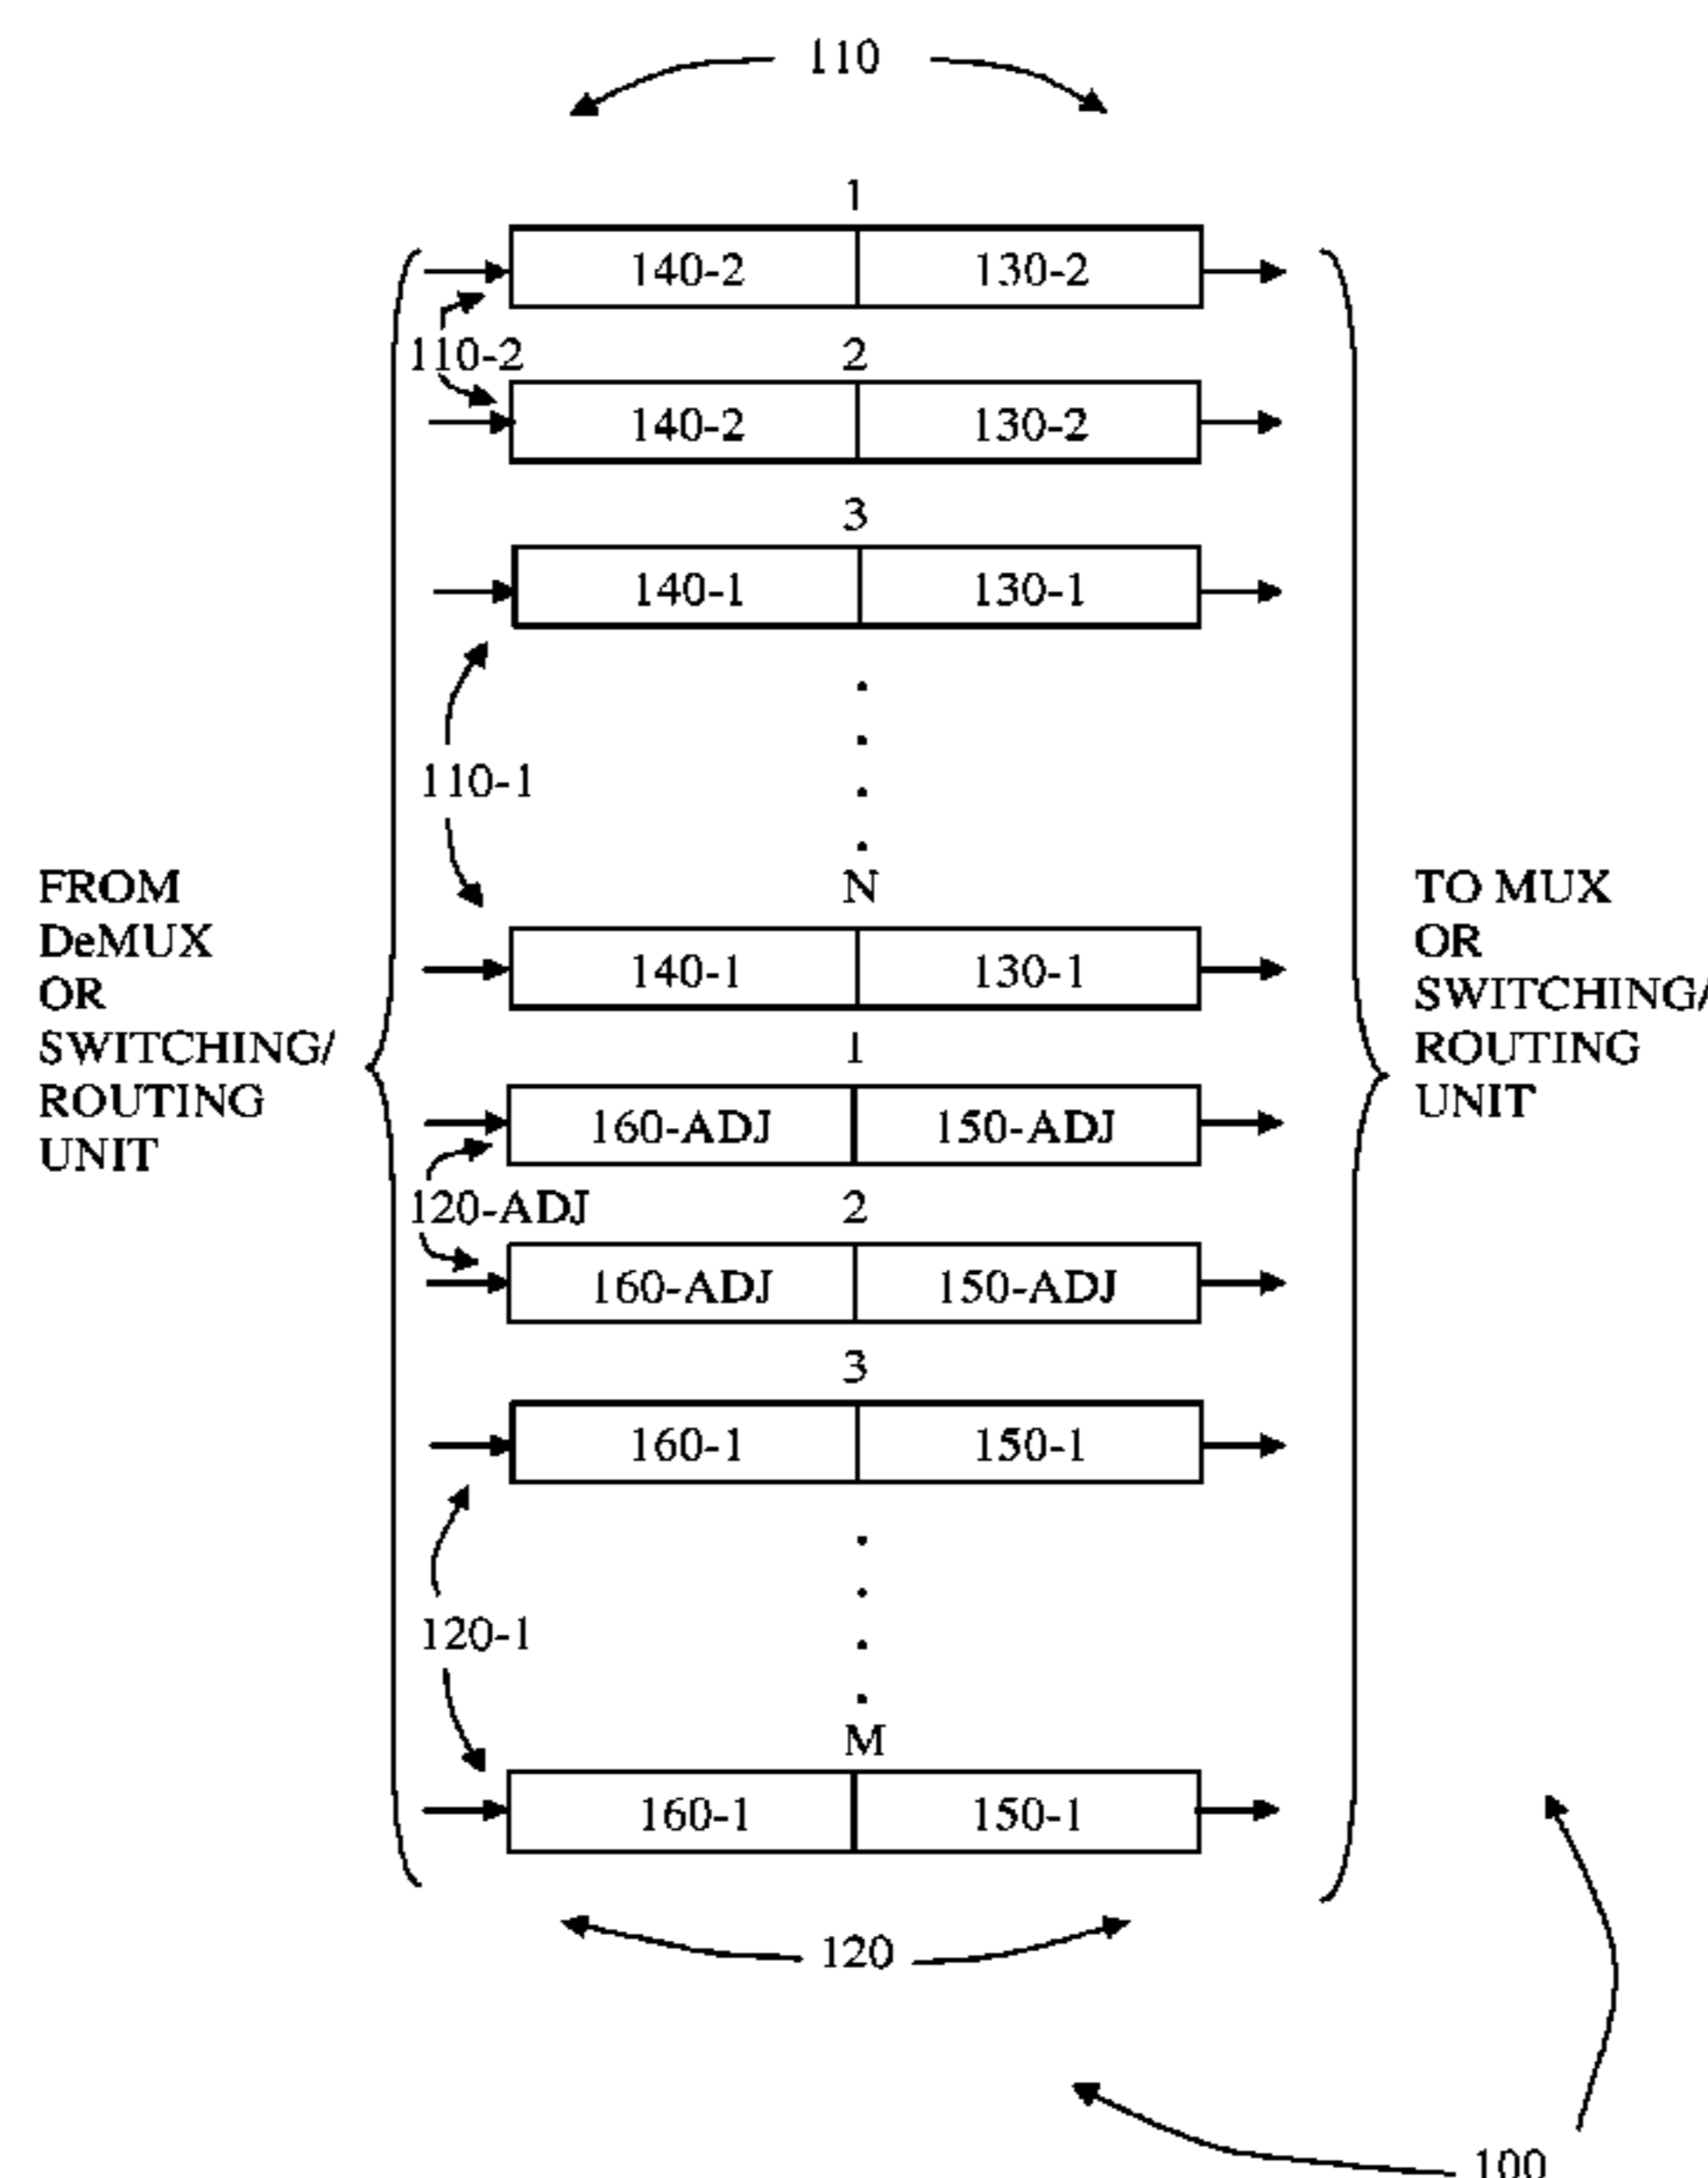 110
1
140-2 130-2
110-2 2
140-2 130-2
3
140-1 130-1
110-1
N
140-1 130-1
1
160-ADJ 150-ADJ
120-ADJ 2
160-ADJ 150-ADJ
3
160-1 150-1
120-1
M
160-1 150-1
120
100
FROM
DeMUX
OR
SWITCHING/
ROUTING
UNIT
TO MUX
OR
SWITCHING/
ROUTING
UNIT